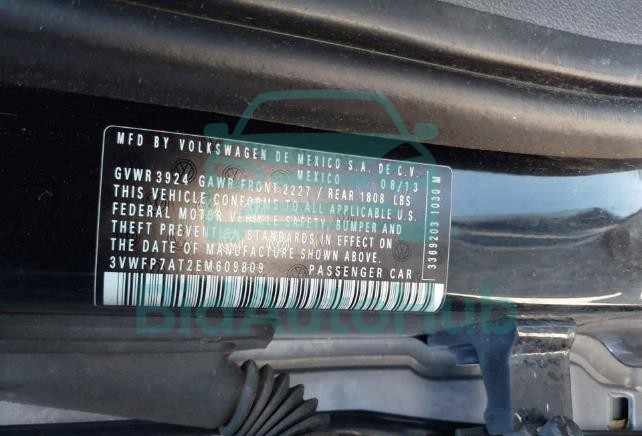 MFD BY VOLKSWAGEN DE MEXICO S.A. DE C.V.
MEXICO 08/13
GVWR 3924 GAWR FRONT 2227 / REAR 1808 LBS
THIS VEHICLE CONFORMS TO ALL APPLICABLE U.S.
FEDERAL MOTOR VEHICLE SAFETY, BUMPER AND
THEFT PREVENTION STANDARDS IN EFFECT ON
THE DATE OF MANUFACTURE SHOWN ABOVE.
3VWFP7AT2EM609809 PASSENGER CAR
3369203 1030 M
BidAutoHub